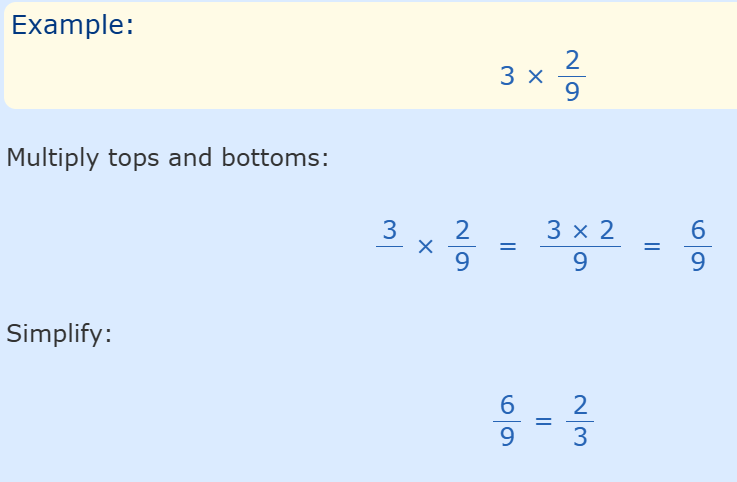 Example:
3 × 2/9
Multiply tops and bottoms:
3/ × 2/9 = 3 × 2/9 = 6/9
Simplify:
6/9 = 2/3